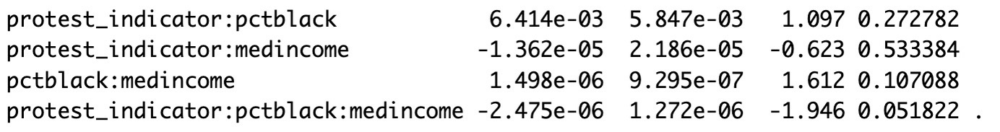 protest_indicator:pctblack 6.414e-03 5.847e-03 1.097 0.272782
protest_indicator:medincome -1.362e-05 2.186e-05 -0.623 0.533384
pctblack:medincome 1.498e-06 9.295e-07 1.612 0.107088
protest_indicator:pctblack:medincome -2.475e-06 1.272e-06 -1.946 0.051822 .